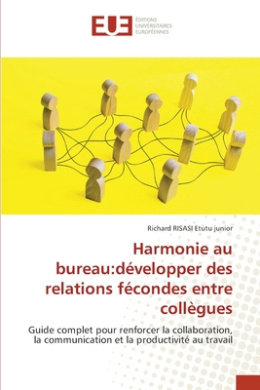 EUE
ÉDITIONS
UNIVERSITAIRES
EUROPÉENNES
Richard RISASI Etutu junior
Harmonie au
bureau:développer des
relations fécondes entre
collègues
Guide complet pour renforcer la collaboration,
la communication et la productivité au travail